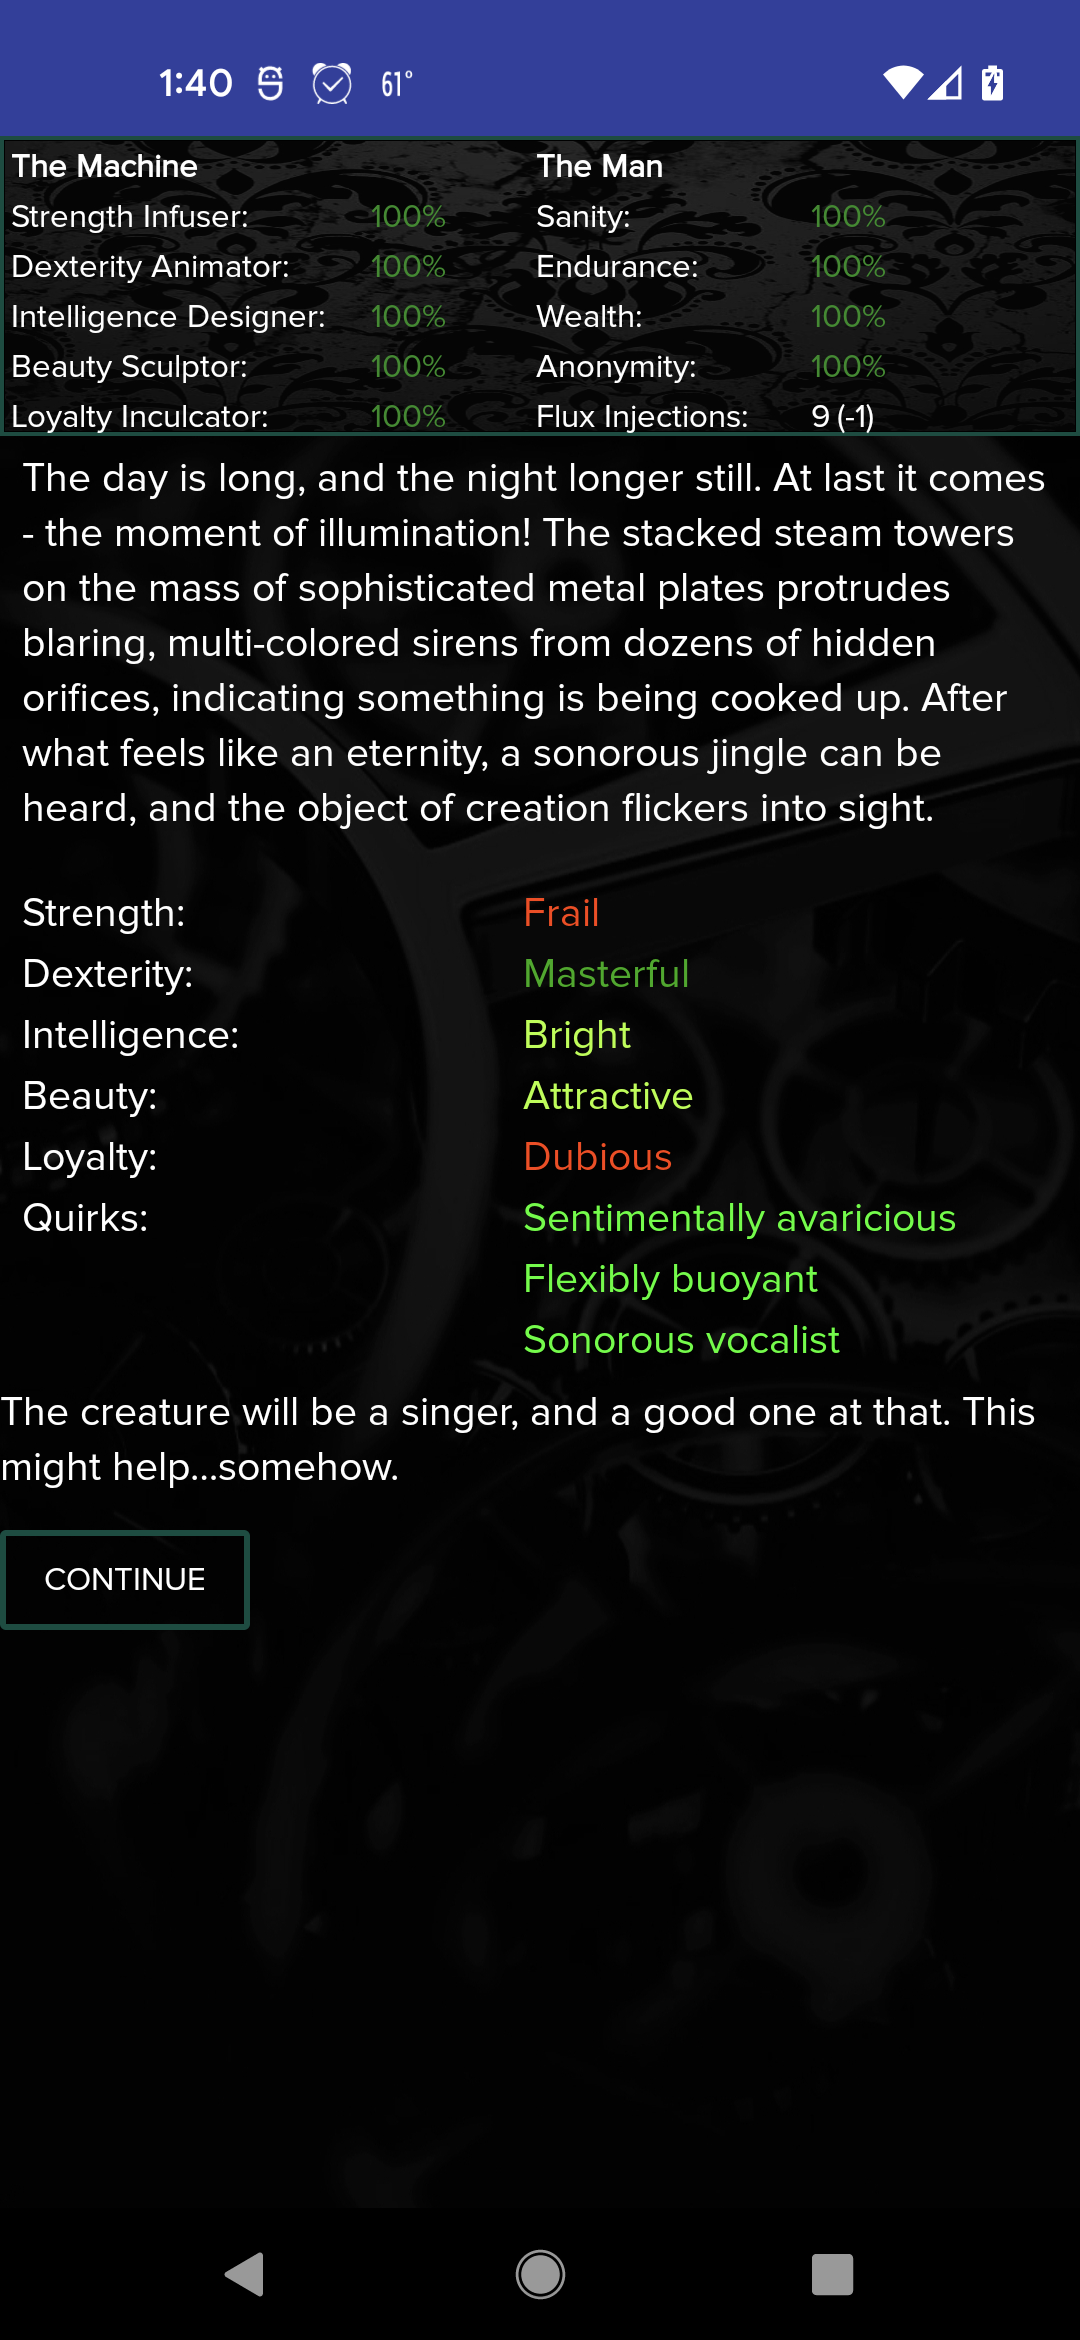 1:40 61°
The Machine The Man
Strength Infuser: 100% Sanity: 100%
Dexterity Animator: 100% Endurance: 100%
Intelligence Designer: 100% Wealth: 100%
Beauty Sculptor: 100% Anonymity: 100%
Loyalty Inculcator: 100% Flux Injections: 9 (-1)
The day is long, and the night longer still. At last it comes
- the moment of illumination! The stacked steam towers
on the mass of sophisticated metal plates protrudes
blaring, multi-colored sirens from dozens of hidden
orifices, indicating something is being cooked up. After
what feels like an eternity, a sonorous jingle can be
heard, and the object of creation flickers into sight.
Strength: Frail
Dexterity: Masterful
Intelligence: Bright
Beauty: Attractive
Loyalty: Dubious
Quirks: Sentimentally avaricious
Flexibly buoyant
Sonorous vocalist
The creature will be a singer, and a good one at that. This
might help...somehow.
CONTINUE